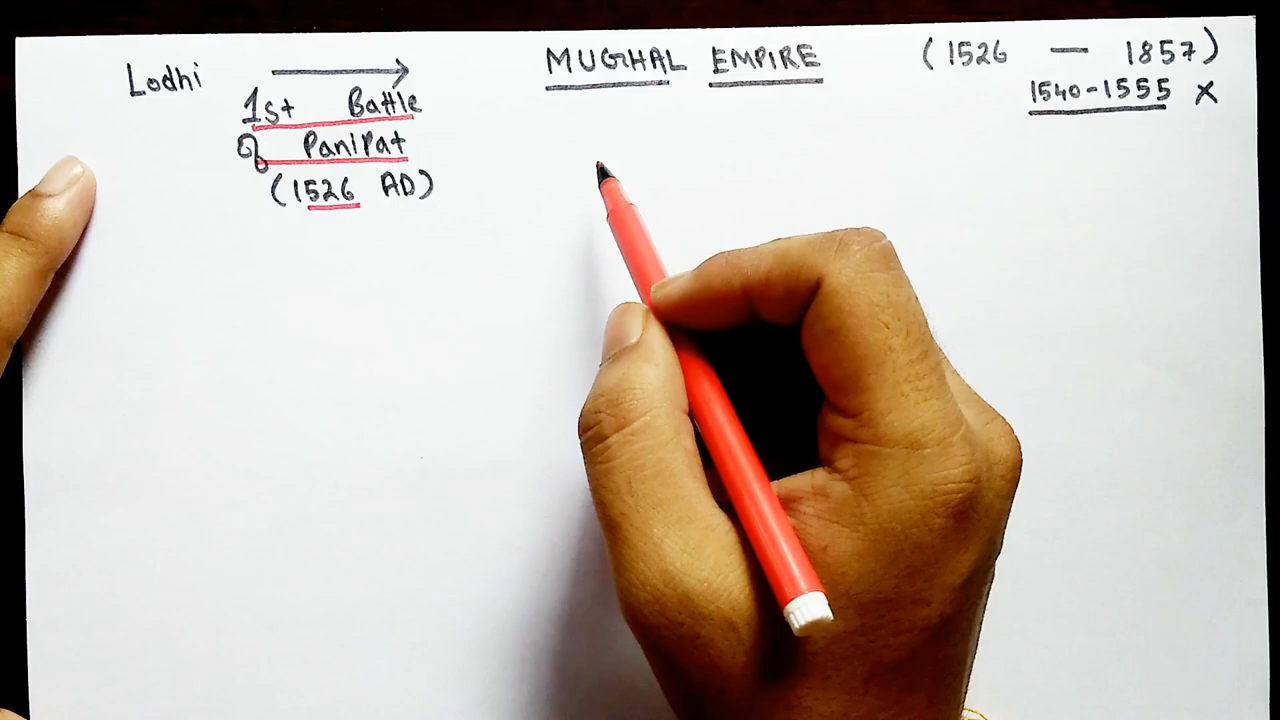 Lodhi → MUGHAL EMPIRE (1526 — 1857)
1st Battle 1540-1555 x
of Panipat
(1526 AD)